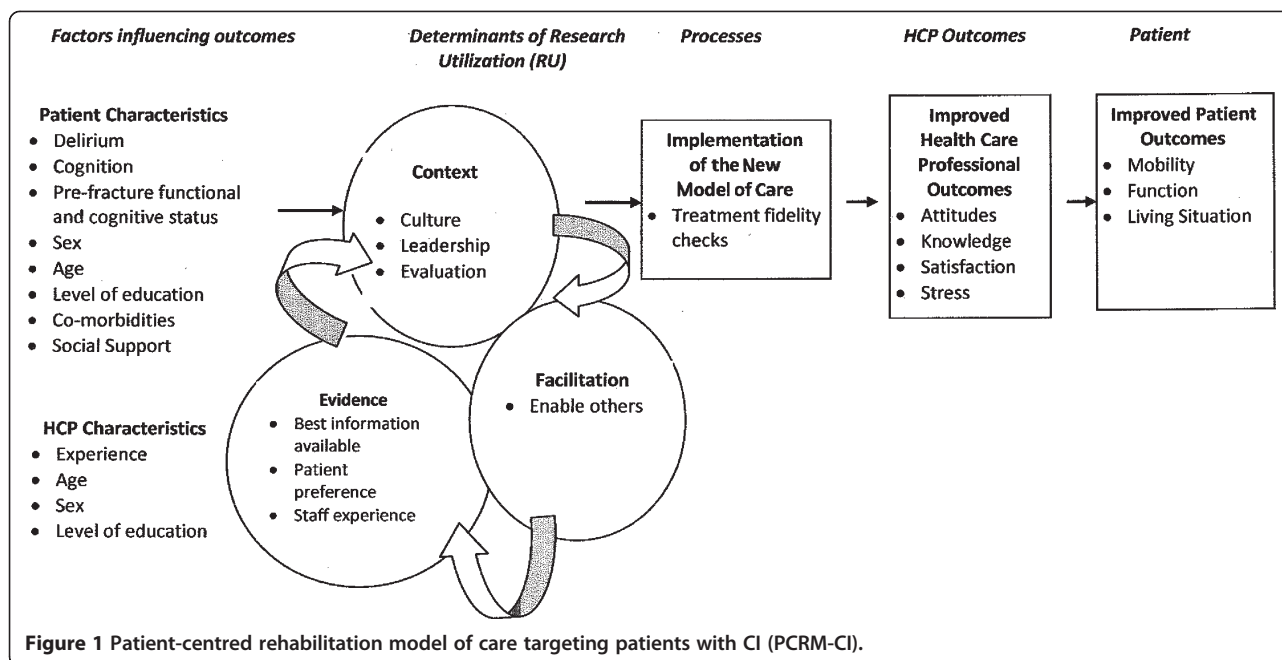 Factors influencing outcomes
Determinants of Research
Utilization (RU)
Processes
HCP Outcomes
Patient
Patient Characteristics
• Delirium
• Cognition
• Pre-fracture functional
and cognitive status
• Sex
• Age
• Level of education
• Co-morbidities
• Social Support
HCP Characteristics
• Experience
• Age
• Sex
• Level of education
Context
• Culture
• Leadership
• Evaluation
Evidence
• Best information
available
• Patient
preference
• Staff experience
Facilitation
• Enable others
Implementation
of the New
Model of Care
• Treatment fidelity
checks
Improved
Health Care
Professional
Outcomes
• Attitudes
• Knowledge
• Satisfaction
• Stress
Improved Patient
Outcomes
• Mobility
• Function
• Living Situation
Figure 1 Patient-centred rehabilitation model of care targeting patients with CI (PCRM-CI).